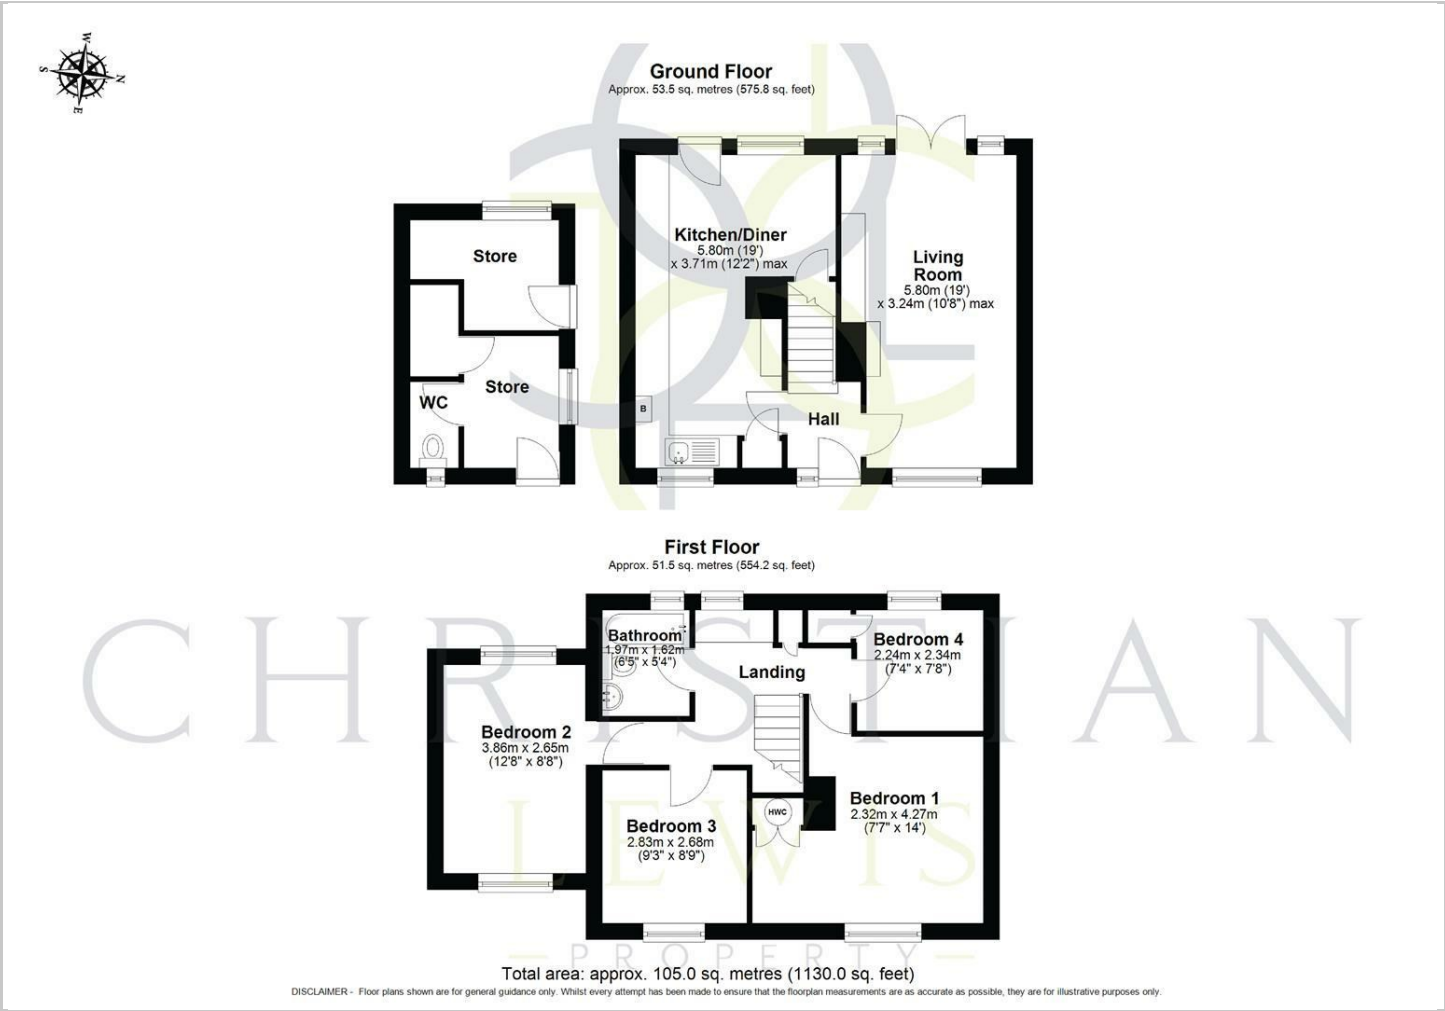 W
S
N
E
Ground Floor
Approx. 53.5 sq. metres (575.8 sq. feet)
Kitchen/Diner
5.80m (19')
x 3.71m (12'2") max
Living
Room
5.80m (19')
x 3.24m (10'8") max
Store
Store
WC
B
Hall
First Floor
Approx. 51.5 sq. metres (554.2 sq. feet)
CHRISTIAN
Bathroom
1.97m x 1.62m
(6'5" x 5'4")
Bedroom 4
2.24m x 2.34m
(7'4" x 7'8")
Landing
Bedroom 2
3.86m x 2.65m
(12'8" x 8'8")
Bedroom 1
2.32m x 4.27m
(7'7" x 14')
HWC
Bedroom 3
2.83m x 2.68m
(9'3" x 8'9")
LEWIS
PROPERTY
Total area: approx. 105.0 sq. metres (1130.0 sq. feet)
DISCLAIMER - Floor plans shown are for general guidance only. Whilst every attempt has been made to ensure that the floorplan measurements are as accurate as possible, they are for illustrative purposes only.